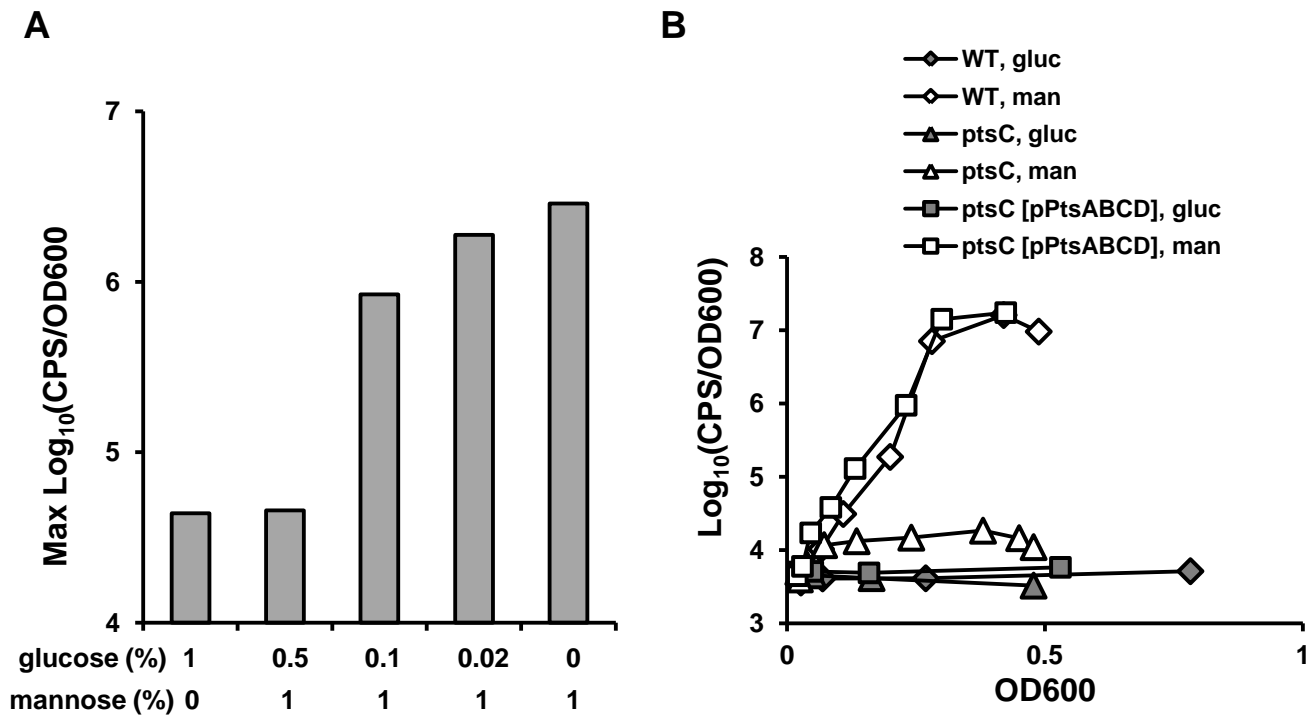 A
Max Log₁₀(CPS/OD600)
7
6
5
4
glucose (%) 1 0.5 0.1 0.02 0
mannose (%) 0 1 1 1 1
B
WT, gluc
WT, man
ptsC, gluc
ptsC, man
ptsC [pPtsABCD], gluc
ptsC [pPtsABCD], man
Log₁₀(CPS/OD600)
8
7
6
5
4
3
0 0.5 1
OD600